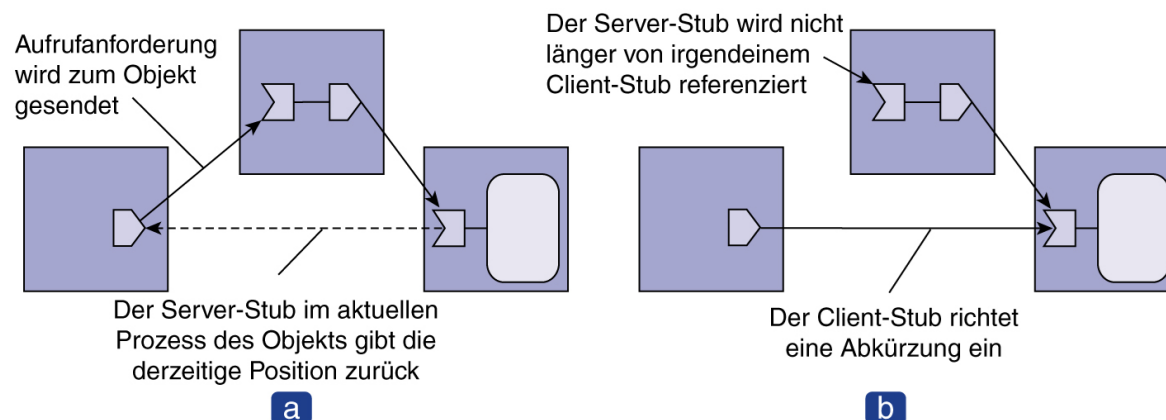 Aufrufanforderung
wird zum Objekt
gesendet
Der Server-Stub im aktuellen
Prozess des Objekts gibt die
derzeitige Position zurück
a
Der Server-Stub wird nicht
länger von irgendeinem
Client-Stub referenziert
Der Client-Stub richtet
eine Abkürzung ein
b